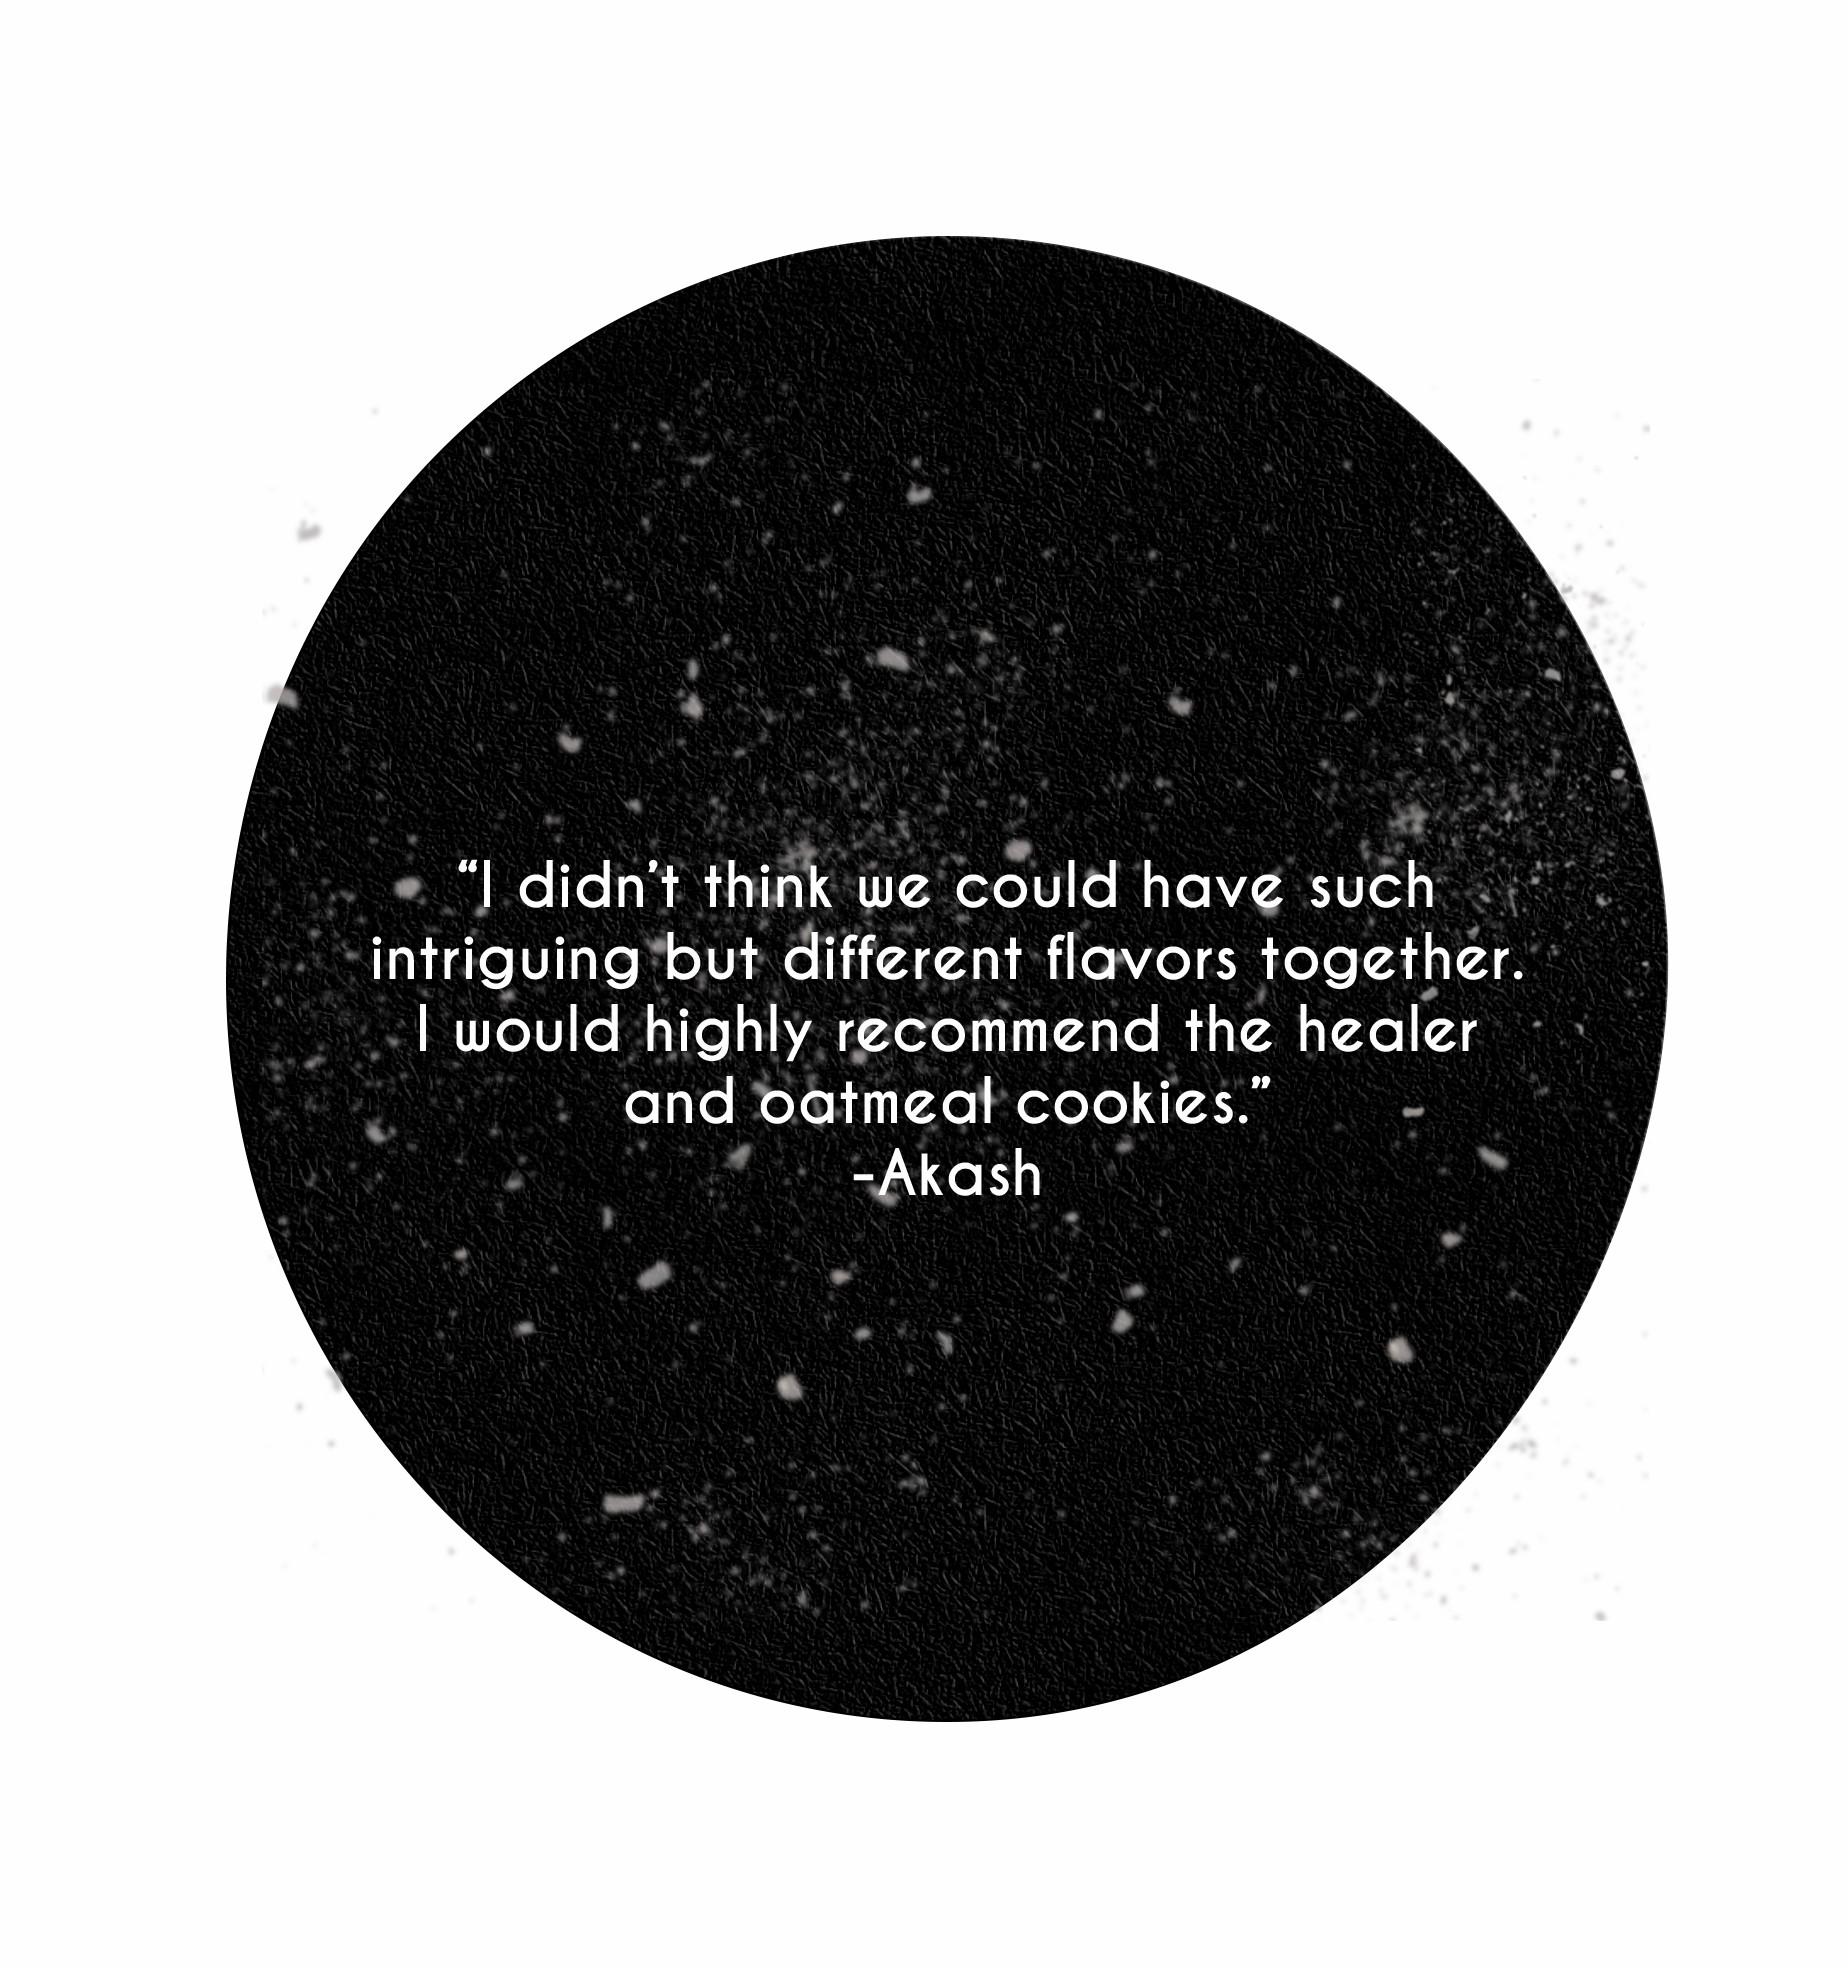 “I didn’t think we could have such
intriguing but different flavors together.
I would highly recommend the healer
and oatmeal cookies.”
-Akash